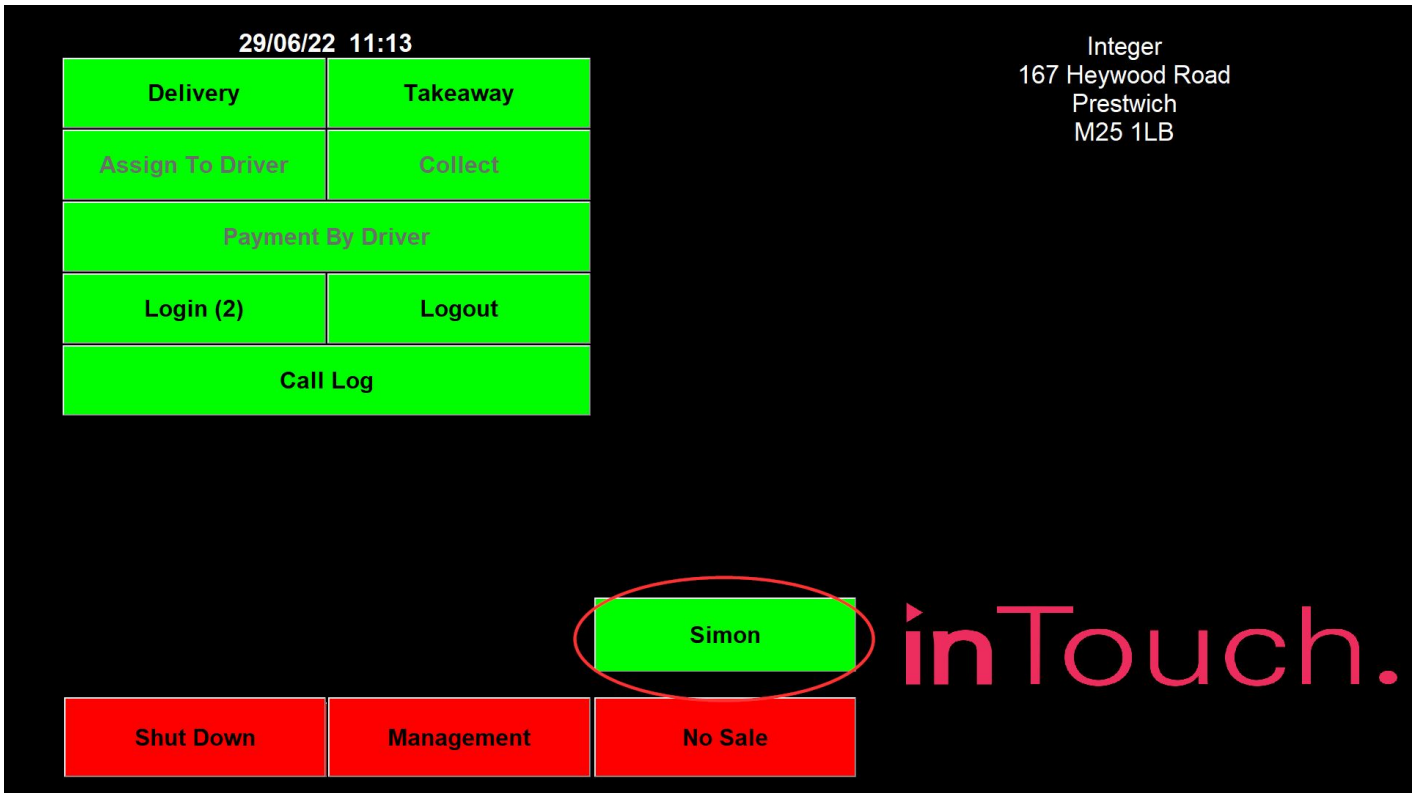 29/06/22 11:13
Delivery
Takeaway
Assign To Driver
Collect
Payment By Driver
Login (2)
Logout
Call Log
Integer
167 Heywood Road
Prestwich
M25 1LB
Simon
inTouch.
Shut Down
Management
No Sale